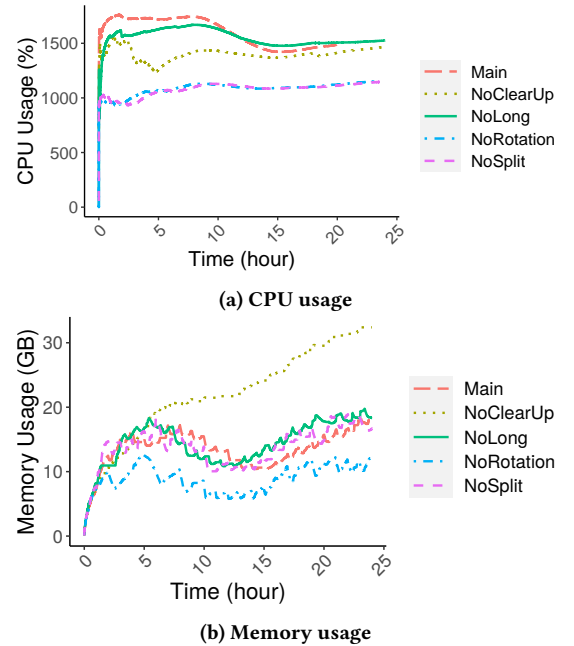 CPU Usage (%)
1500
1000
500
0
0
5
10
15
20
25
Time (hour)
Main
NoClearUp
NoLong
NoRotation
NoSplit
(a) CPU usage
Memory Usage (GB)
30
20
10
0
0
5
10
15
20
25
Time (hour)
Main
NoClearUp
NoLong
NoRotation
NoSplit
(b) Memory usage